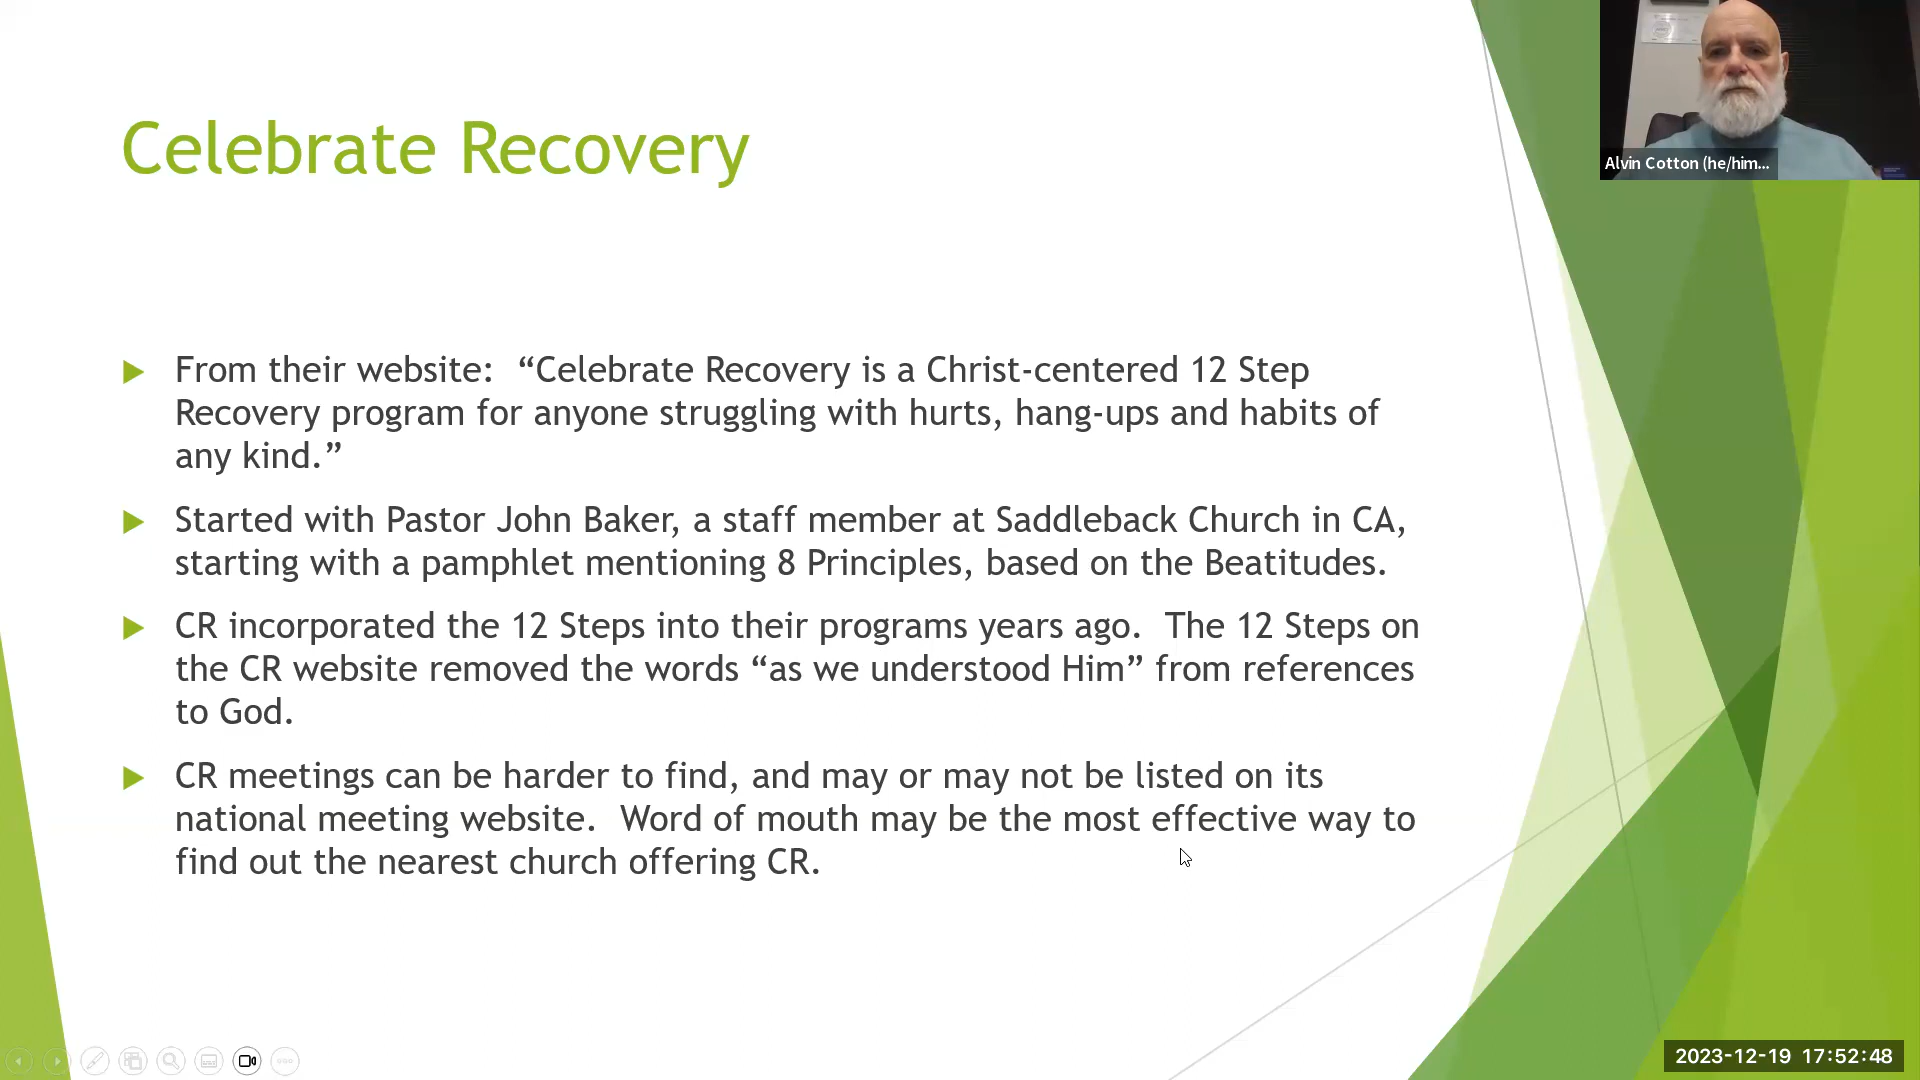 Celebrate Recovery
From their website:  “Celebrate Recovery is a Christ-centered 12 Step
Recovery program for anyone struggling with hurts, hang-ups and habits of
any kind.”
Started with Pastor John Baker, a staff member at Saddleback Church in CA,
starting with a pamphlet mentioning 8 Principles, based on the Beatitudes.
CR incorporated the 12 Steps into their programs years ago.  The 12 Steps on
the CR website removed the words “as we understood Him” from references
to God.
CR meetings can be harder to find, and may or may not be listed on its
national meeting website.  Word of mouth may be the most effective way to
find out the nearest church offering CR.
Alvin Cotton (he/him...
2023-12-19 17:52:48